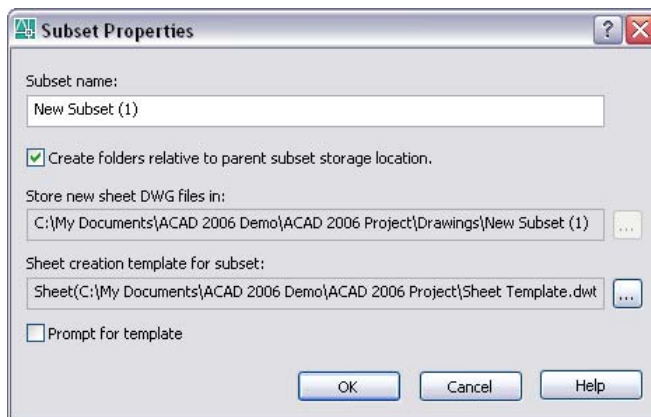 Subset Properties
Subset name:
New Subset (1)
Create folders relative to parent subset storage location.
Store new sheet DWG files in:
C:\My Documents\ACAD 2006 Demo\ACAD 2006 Project\Drawings\New Subset (1)
...
Sheet creation template for subset:
Sheet(C:\My Documents\ACAD 2006 Demo\ACAD 2006 Project\Sheet Template.dwt
...
Prompt for template
OK Cancel Help